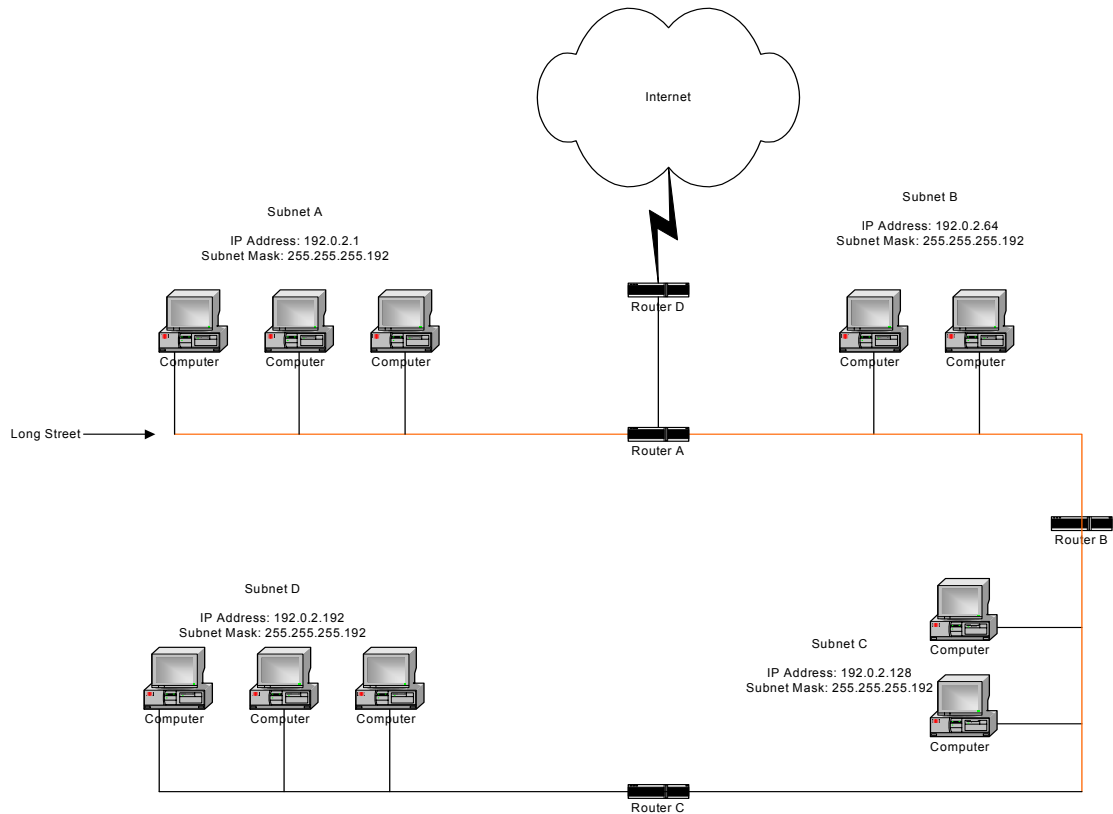 Internet
Subnet A
IP Address: 192.0.2.1
Subnet Mask: 255.255.255.192
Subnet B
IP Address: 192.0.2.64
Subnet Mask: 255.255.255.192
Router D
Computer
Computer
Computer
Computer
Computer
Long Street
Router A
Router B
Subnet D
IP Address: 192.0.2.192
Subnet Mask: 255.255.255.192
Computer
Computer
Computer
Subnet C
IP Address: 192.0.2.128
Subnet Mask: 255.255.255.192
Computer
Computer
Router C